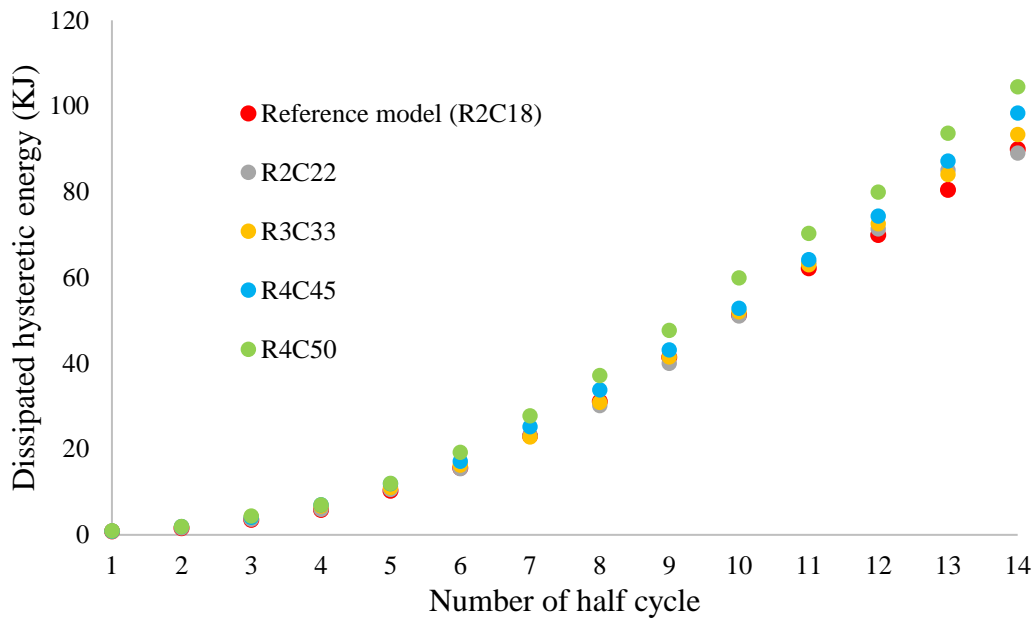 120
100
80
60
40
20
0
Dissipated hysteretic energy (KJ)
Reference model (R2C18)
R2C22
R3C33
R4C45
R4C50
1 2 3 4 5 6 7 8 9 10 11 12 13 14
Number of half cycle